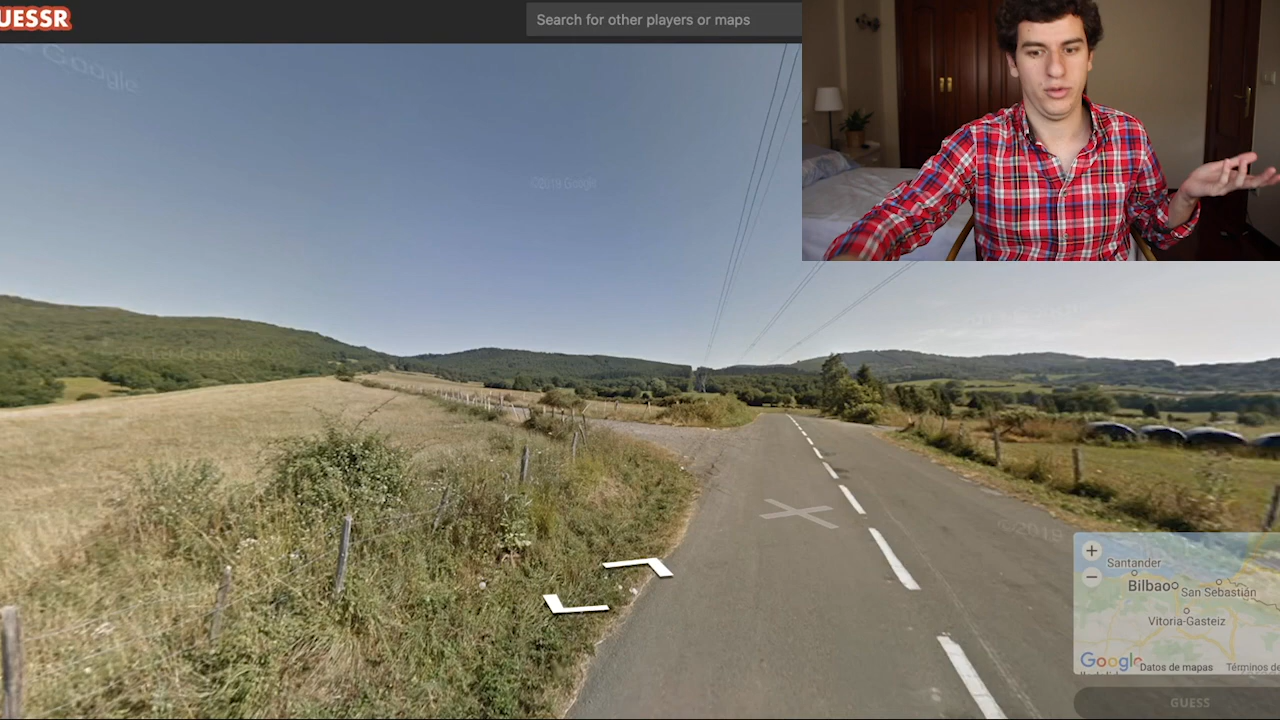 UESSR
Search for other players or maps
Google
©2019 Google
©2019
+
−
Santander
Bilbao
San Sebastián
Vitoria-Gasteiz
Google
Datos de mapas
Términos de
GUESS